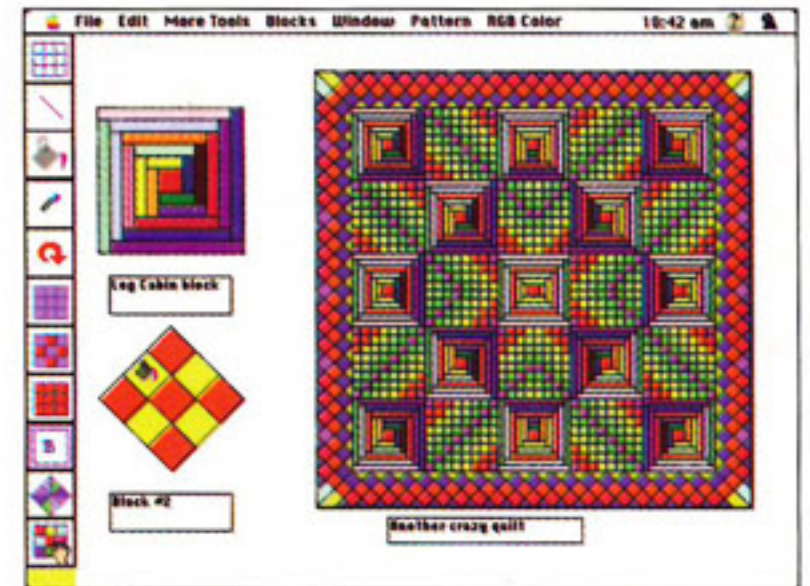 File Edit More Tools Blocks Window Pattern RGB Color 10:42 am
Log Cabin block
B
Block #2
Another crazy quilt